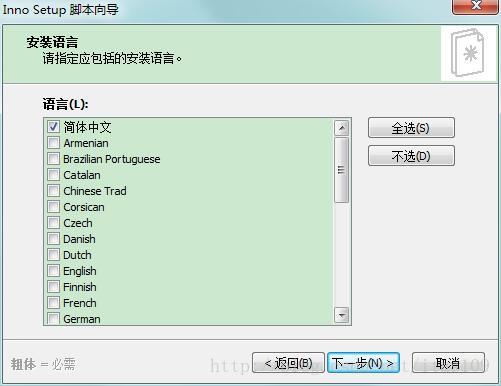 Inno Setup 脚本向导
安装语言
请指定应包括的安装语言。
语言(L):
简体中文
Armenian
Brazilian Portuguese
Catalan
Chinese Trad
Corsican
Czech
Danish
Dutch
English
Finnish
French
German
全选(S)
不选(D)
粗体 = 必需
< 返回(B)
下一步(N) >
取消